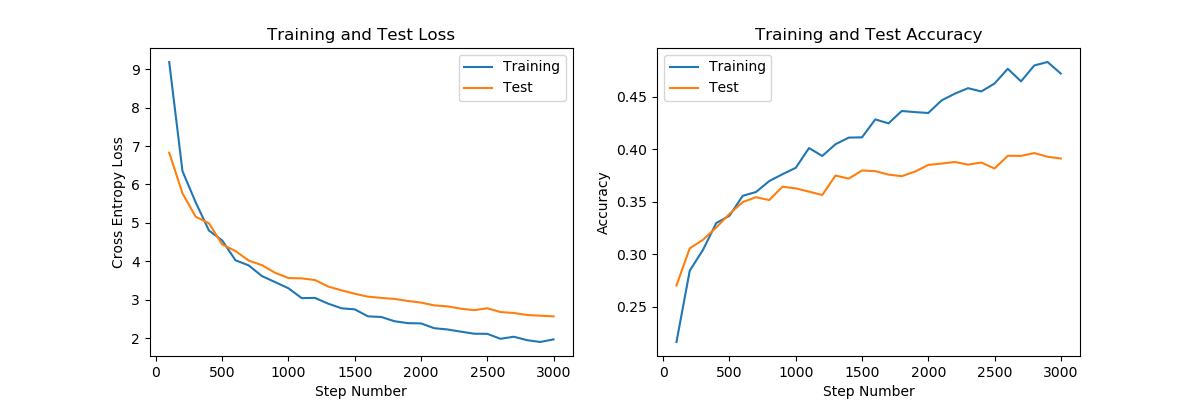 Training and Test Loss
Cross Entropy Loss
9
8
7
6
5
4
3
2
Training
Test
0 500 1000 1500 2000 2500 3000
Step Number
Training and Test Accuracy
Accuracy
0.45
0.40
0.35
0.30
0.25
Training
Test
0 500 1000 1500 2000 2500 3000
Step Number